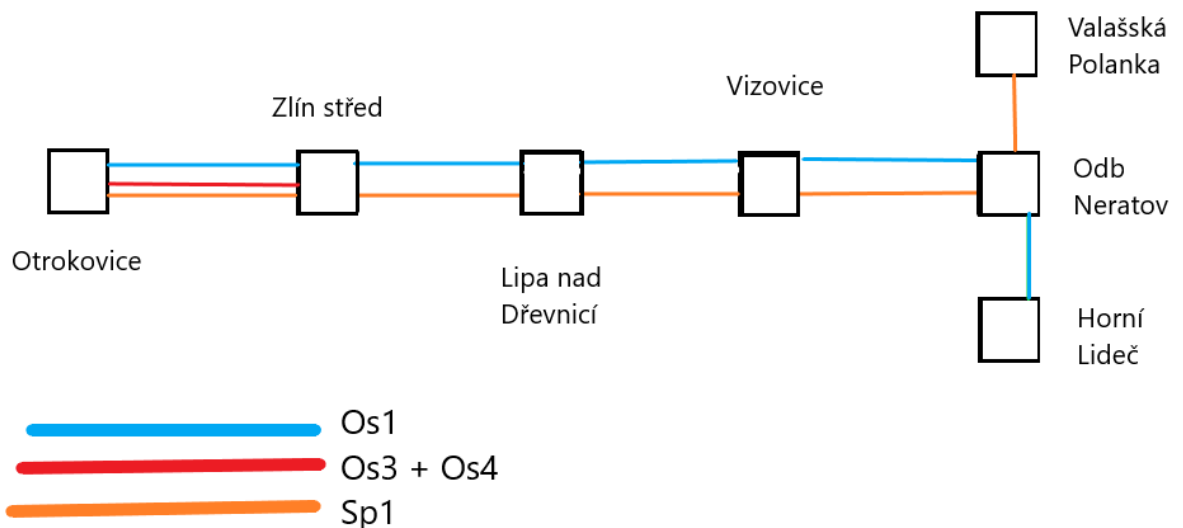 Valašská
Polanka
Vizovice
Zlín střed
Odb
Neratov
Otrokovice
Lipa nad
Dřevnicí
Horní
Lideč
Os1
Os3 + Os4
Sp1